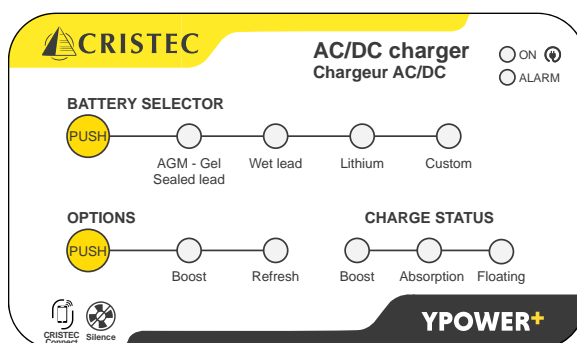 CRISTEC
AC/DC charger
Chargeur AC/DC
ON
ALARM
BATTERY SELECTOR
PUSH
AGM - Gel
Sealed lead
Wet lead
Lithium
Custom
OPTIONS
CHARGE STATUS
PUSH
Boost
Refresh
Boost
Absorption
Floating
CRISTEC
Connect
Silence
YPOWER+